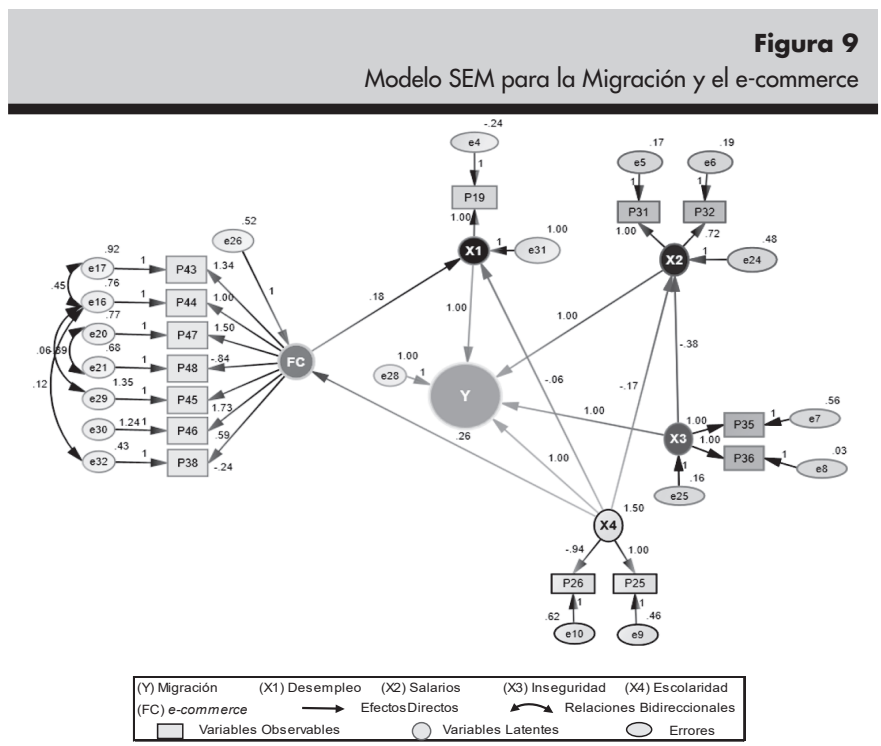 Figura 9
Modelo SEM para la Migración y el e-commerce
-.24
e4
1
P19
1.00
X1
1
e31
1.00
.17
e5
1
P31
1.00
.19
e6
1
P32
.72
X2
1
e24
.48
.52
e26
1
.92
e17
1
P43
1.34
.45
.76
e16
1
P44
1.00
.77
e20
1
P47
1.50
.68
e21
1
P48
-.84
.06
.39
1.35
e29
1
P45
1.73
.12
1.24
e30
1
P46
.59
.43
e32
1
P38
-.24
FC
.18
1.00
1.00
1.00
e28
1
Y
.26
-.06
-.17
-.38
1.00
1.00
X3
1.00
P35
1
e7
.56
1.00
P36
1
e8
.03
1
.16
e25
1.50
X4
-.94
1.00
P26
P25
1
1
.62
e10
.46
e9
(Y) Migración (X1) Desempleo (X2) Salarios (X3) Inseguridad (X4) Escolaridad
(FC) e-commerce Efectos Directos Relaciones Bidireccionales
Variables Observables Variables Latentes Errores